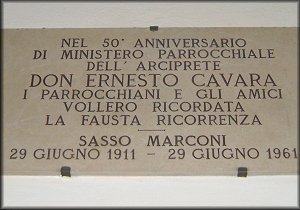 NEL 50° ANNIVERSARIO
DI MINISTERO PARROCCHIALE
DELL' ARCIPRETE
DON ERNESTO CAVARA
I PARROCCHIANI E GLI AMICI
VOLLERO RICORDATA
LA FAUSTA RICORRENZA
SASSO MARCONI
29 GIUGNO 1911 – 29 GIUGNO 1961